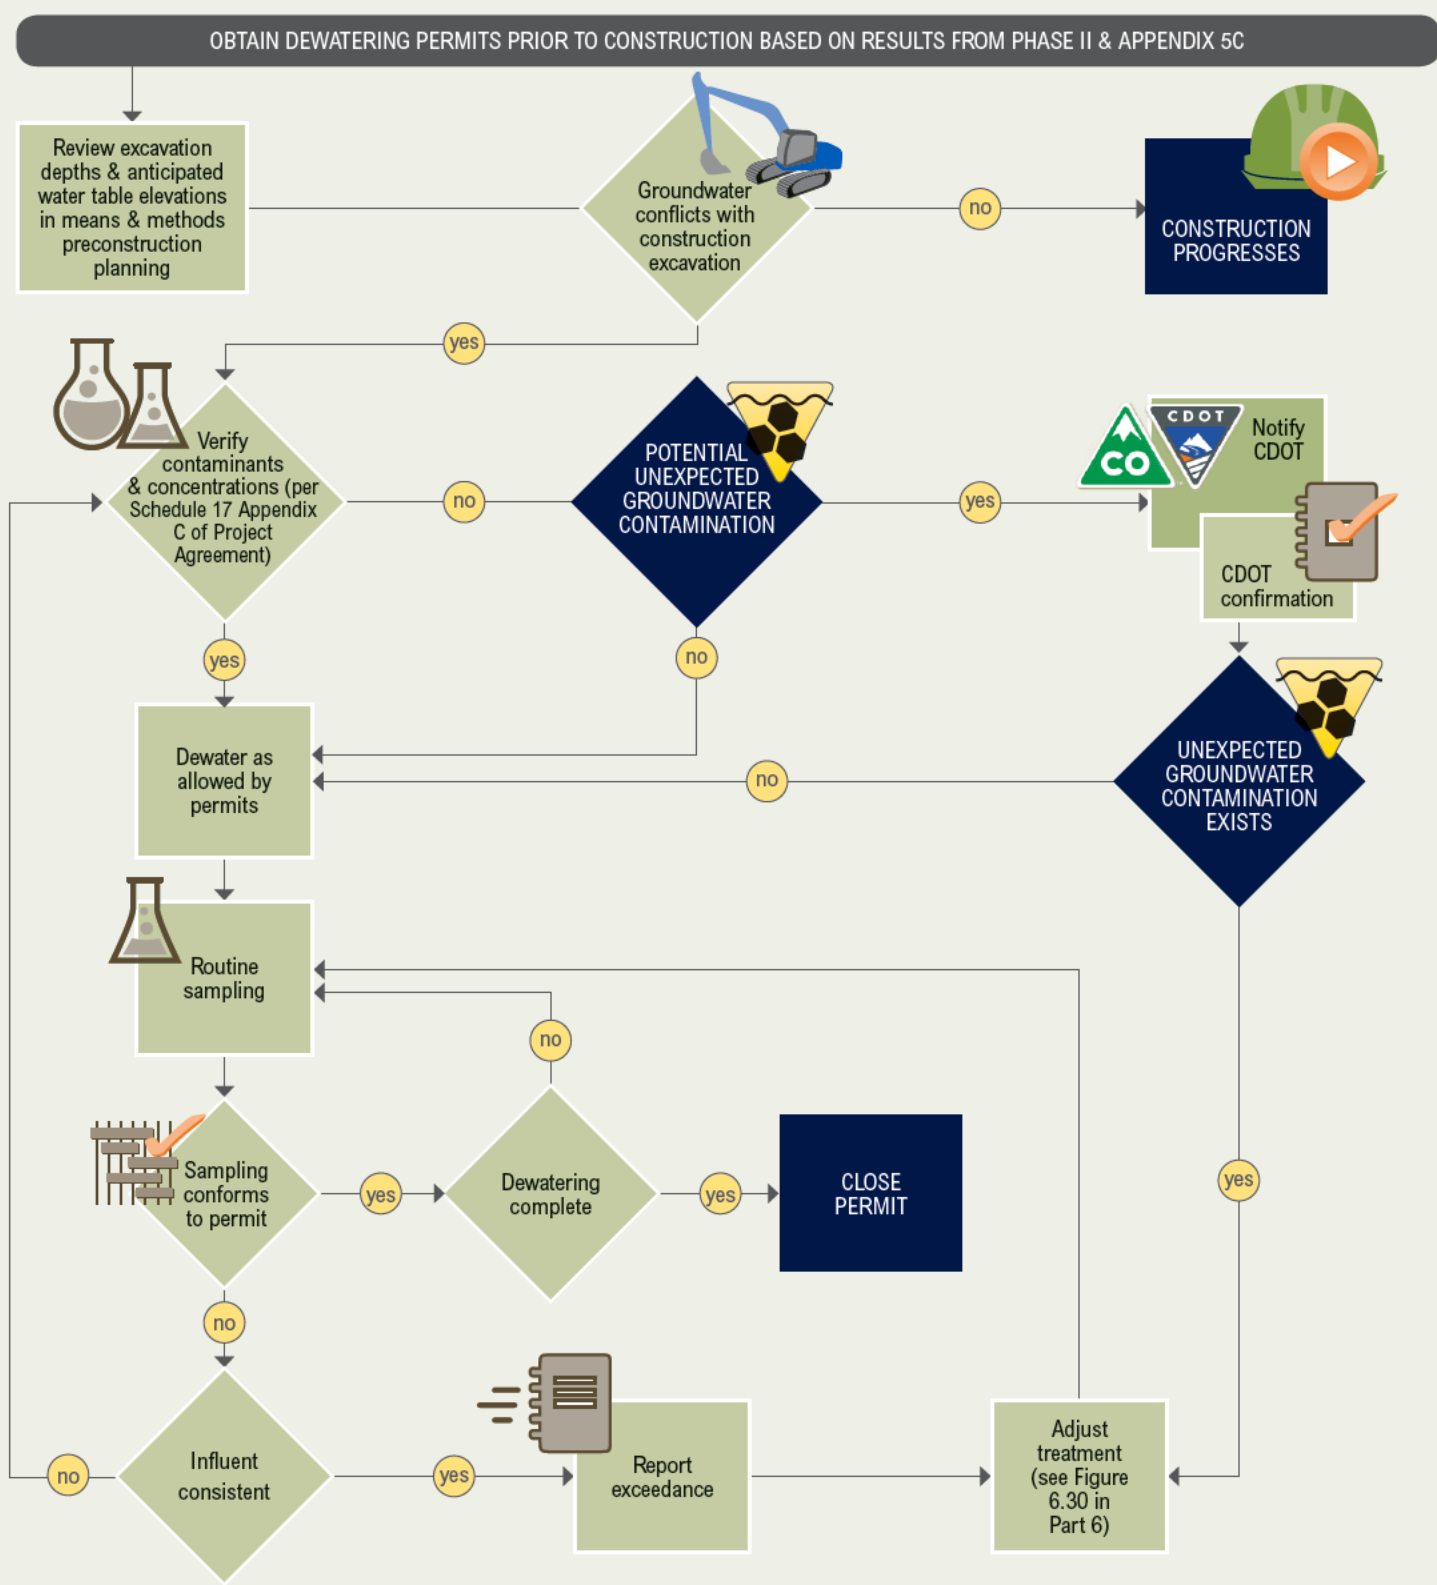 OBTAIN DEWATERING PERMITS PRIOR TO CONSTRUCTION BASED ON RESULTS FROM PHASE II & APPENDIX 5C
Review excavation
depths & anticipated
water table elevations
in means & methods
preconstruction
planning
Groundwater
conflicts with
construction
excavation
no
CONSTRUCTION
PROGRESSES
yes
Verify
contaminants
& concentrations (per
Schedule 17 Appendix
C of Project
Agreement)
no
POTENTIAL
UNEXPECTED
GROUNDWATER
CONTAMINATION
yes
CO
CDOT
Notify
CDOT
CDOT
confirmation
yes
no
Dewater as
allowed by
permits
no
UNEXPECTED
GROUNDWATER
CONTAMINATION
EXISTS
Routine
sampling
no
Sampling
conforms
to permit
yes
Dewatering
complete
yes
CLOSE
PERMIT
yes
no
no
Influent
consistent
yes
Report
exceedance
Adjust
treatment
(see Figure
6.30 in
Part 6)